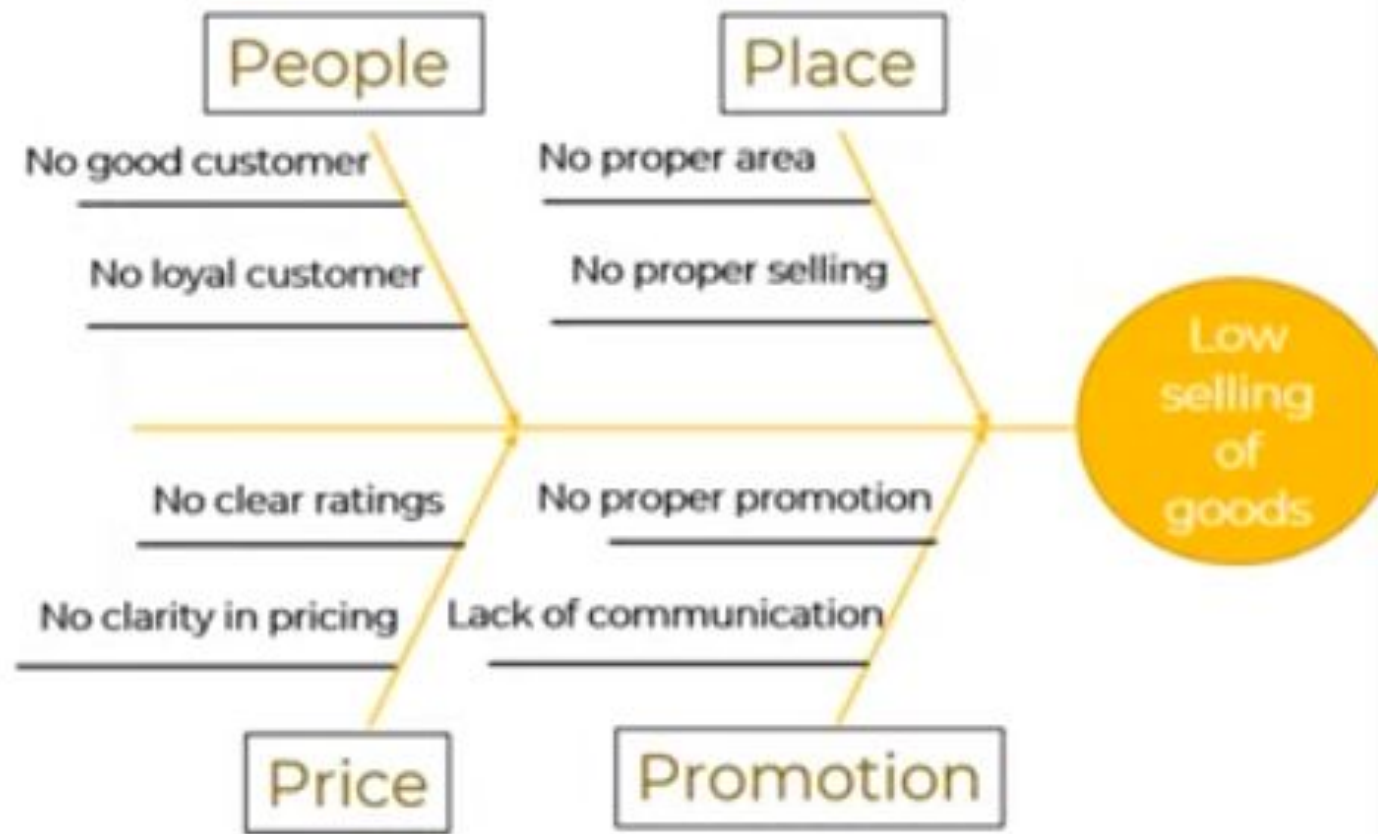 People
Place
No good customer
No proper area
No loyal customer
No proper selling
Low
selling
of
goods
No clear ratings
No proper promotion
No clarity in pricing
Lack of communication
Price
Promotion